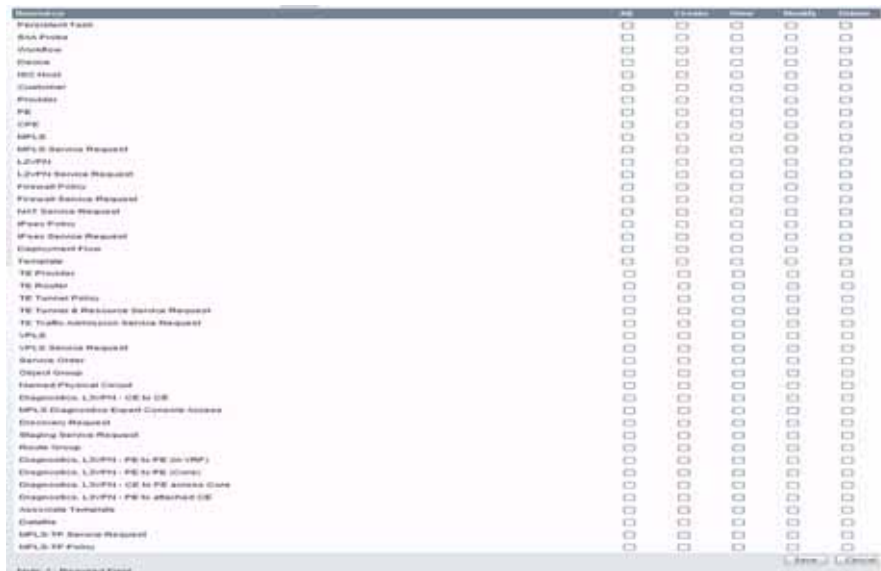 Resource All Create View Modify Delete
Persistent Task
SAA Probe
Workflow
Device
ISC Host
Customer
Provider
PE
CPE
MPLS
MPLS Service Request
L2VPN
L2VPN Service Request
Firewall Policy
Firewall Service Request
NAT Service Request
IPsec Policy
IPsec Service Request
Deployment Flow
Template
TE Provider
TE Router
TE Tunnel Policy
TE Tunnel & Resource Service Request
TE Traffic Admission Service Request
VPLS
VPLS Service Request
Service Order
Object Group
Named Physical Circuit
Diagnostics, L3VPN - CE to CE
MPLS Diagnostics Expert Console Access
Discovery Request
Staging Service Request
Route Group
Diagnostics, L3VPN - PE to PE (in VRF)
Diagnostics, L3VPN - PE to PE (Core)
Diagnostics, L3VPN - CE to PE across Core
Diagnostics, L3VPN - PE to attached CE
Associate Template
Datafile
MPLS-TP Service Request
MPLS-TP Policy
Save Cancel
Note: * - Required Field